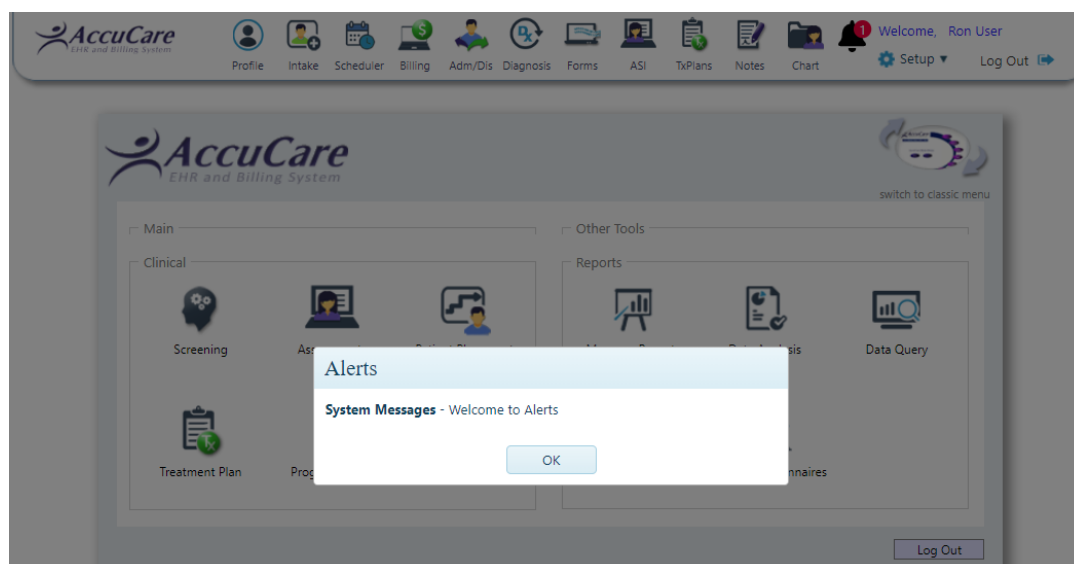 AccuCare
EHR and Billing System
Profile
Intake
Scheduler
Billing
Adm/Dis
Diagnosis
Forms
ASI
TxPlans
Notes
Chart
1
Welcome, Ron User
Setup ▼
Log Out
AccuCare
EHR and Billing System
switch to classic menu
Main
Other Tools
Clinical
Reports
Screening
Data Query
Alerts
System Messages - Welcome to Alerts
OK
Treatment Plan
Log Out